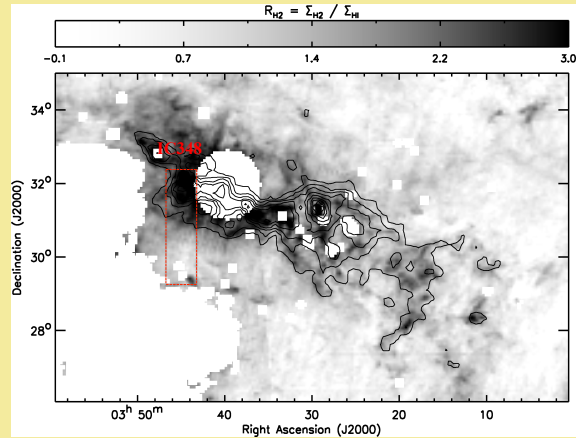 R_H2 = Σ_H2 / Σ_HI
-0.1 0.7 1.4 2.2 3.0
34°
IC348
32°
30°
28°
Declination (J2000)
03ʰ 50ᵐ 40 30 20 10
Right Ascension (J2000)